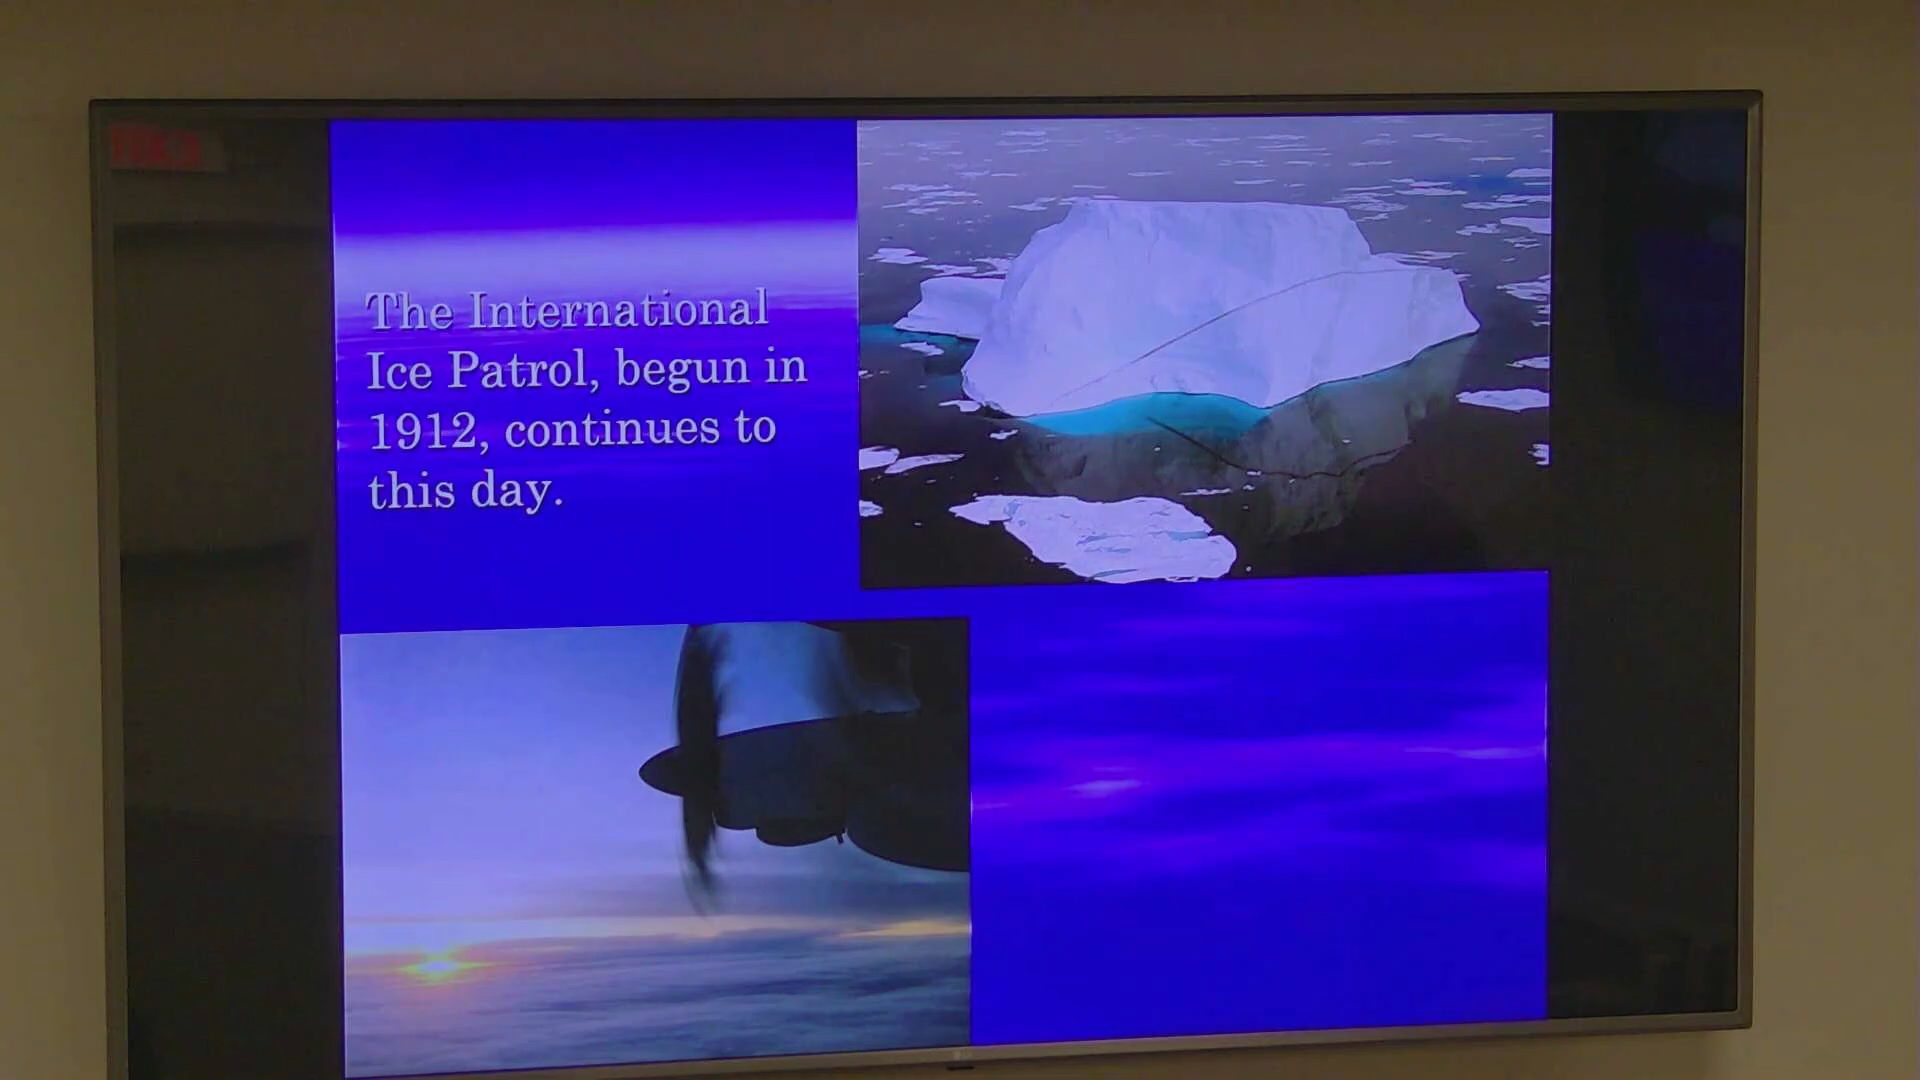 The International
Ice Patrol, begun in
1912, continues to
this day.